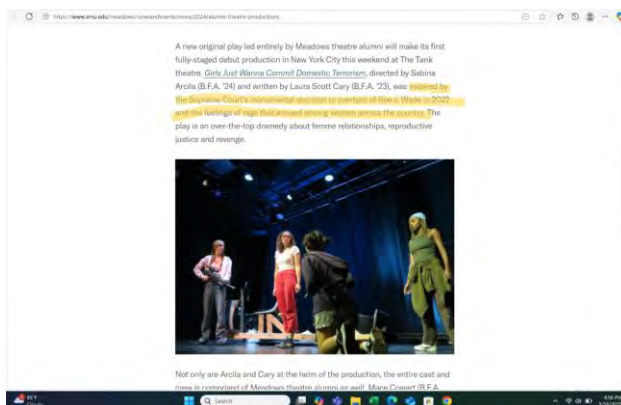 https://www.smu.edu/meadows/newsandevents/news/2024/alumni-theatre-productions
A new original play led entirely by Meadows theatre alumni will make its first
fully-staged debut production in New York City this weekend at The Tank
theatre. Girls Just Wanna Commit Domestic Terrorism, directed by Sabina
Arcila (B.F.A. '24) and written by Laura Scott Cary (B.F.A. '23), was inspired by
the Supreme Court's monumental decision to overturn of Roe v. Wade in 2022
and the feelings of rage that ensued among women across the country. The
play is an over-the-top dramedy about femme relationships, reproductive
justice and revenge.
Not only are Arcila and Cary at the helm of the production, the entire cast and
crew is comprised of Meadows theatre alumni as well. Mace Cowart (B.F.A.
Search